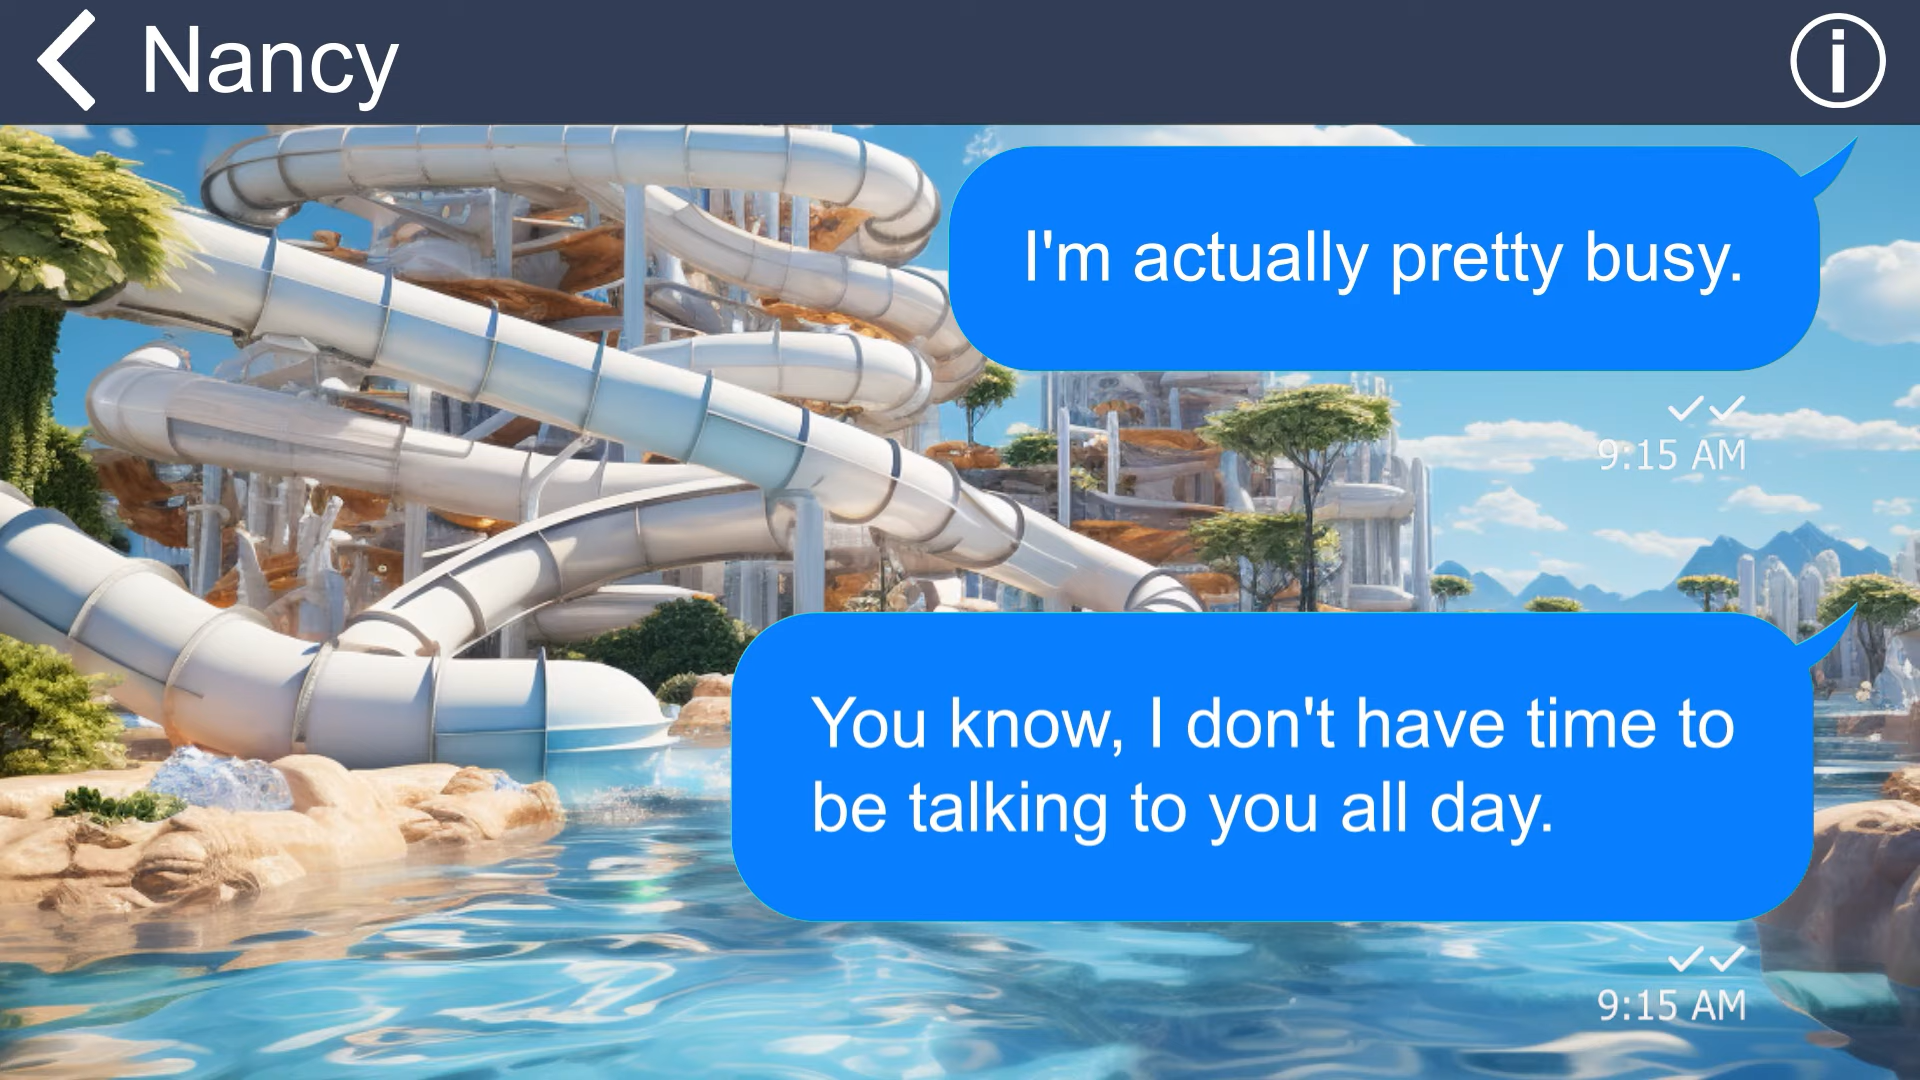 Nancy
I'm actually pretty busy.
9:15 AM
You know, I don't have time to
be talking to you all day.
9:15 AM